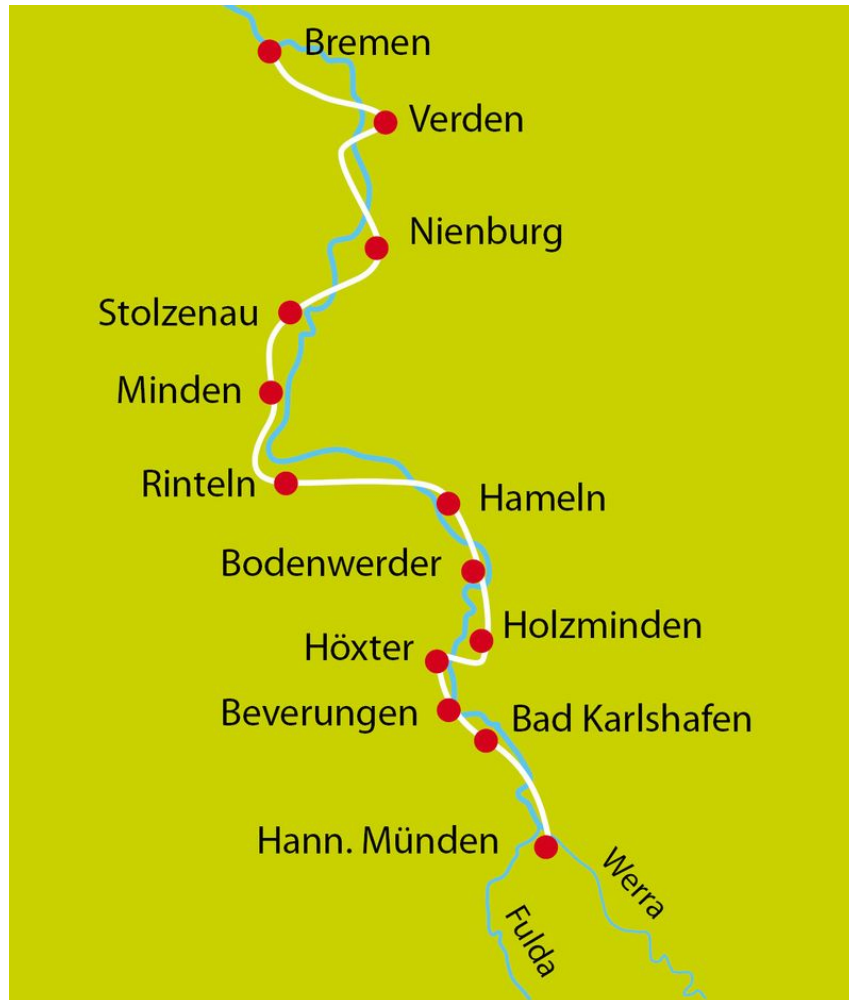 Bremen
Verden
Nienburg
Stolzenau
Minden
Rinteln
Hameln
Bodenwerder
Holzminden
Höxter
Beverungen
Bad Karlshafen
Hann. Münden
Werra
Fulda